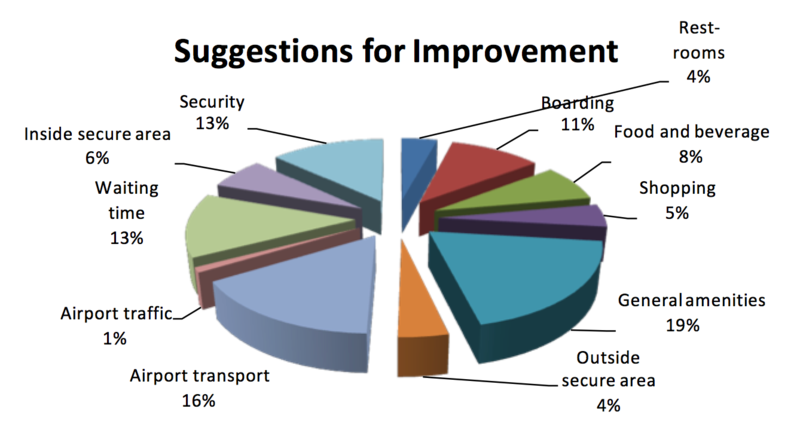 Suggestions for Improvement
Rest-
rooms
4%
Boarding
11%
Food and beverage
8%
Shopping
5%
General amenities
19%
Outside
secure area
4%
Airport transport
16%
Airport traffic
1%
Waiting
time
13%
Inside secure area
6%
Security
13%